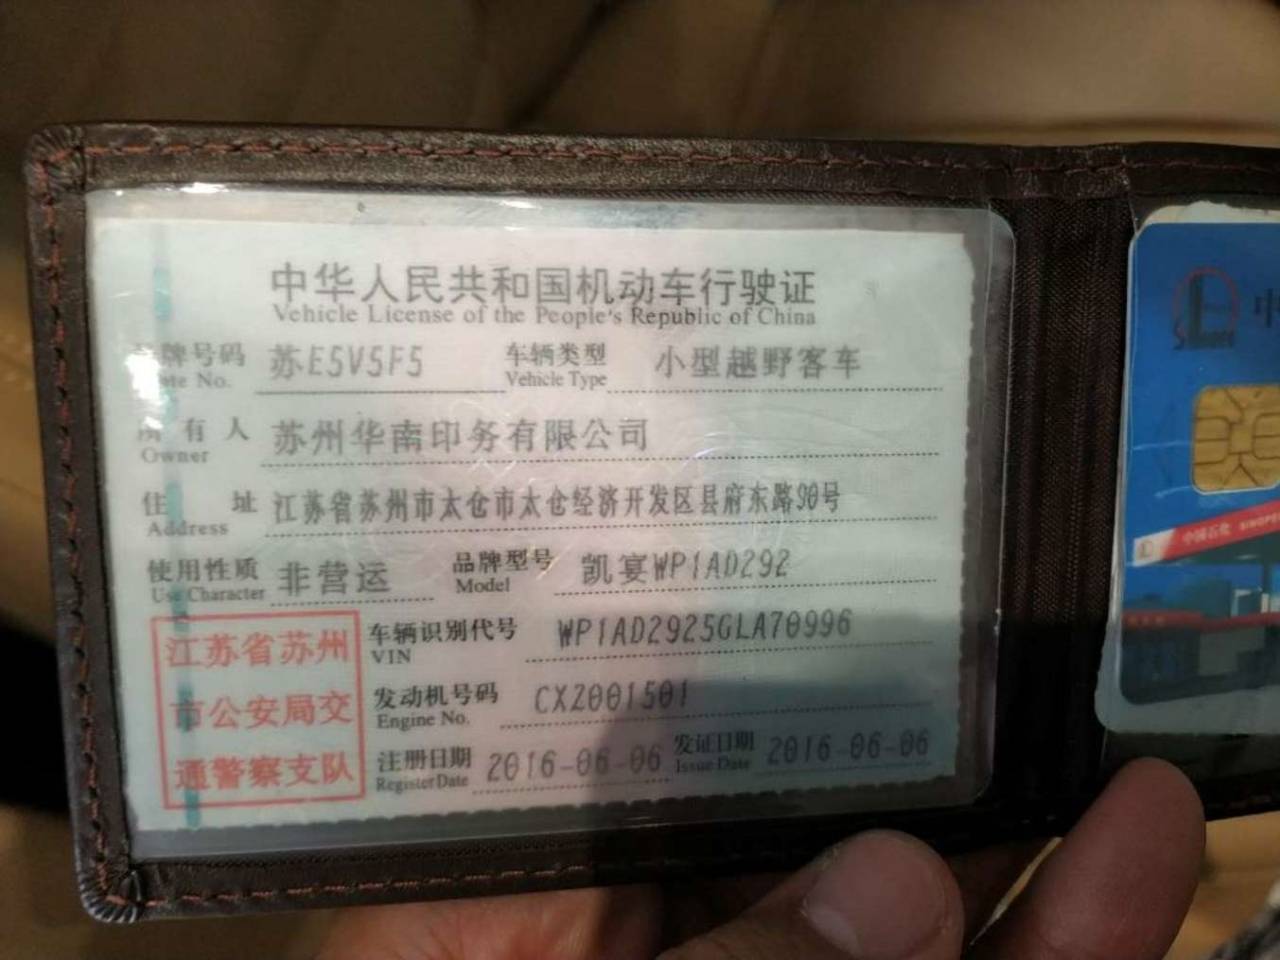 中华人民共和国机动车行驶证
Vehicle License of the People's Republic of China
号牌号码 苏E5V5F5 车辆类型 小型越野客车
Plate No. Vehicle Type
所有人 苏州华南印务有限公司
Owner
住址 江苏省苏州市太仓市太仓经济开发区县府东路90号
Address
使用性质 非营运 品牌型号 凯宴WP1AD292
Use Character Model
江苏省苏州
市公安局交
通警察支队
车辆识别代号 WP1AD2925GLA70996
VIN
发动机号码 CX2001501
Engine No.
注册日期 2016-06-06 发证日期 2016-06-06
Register Date Issue Date
中
中国石化 SINOPE